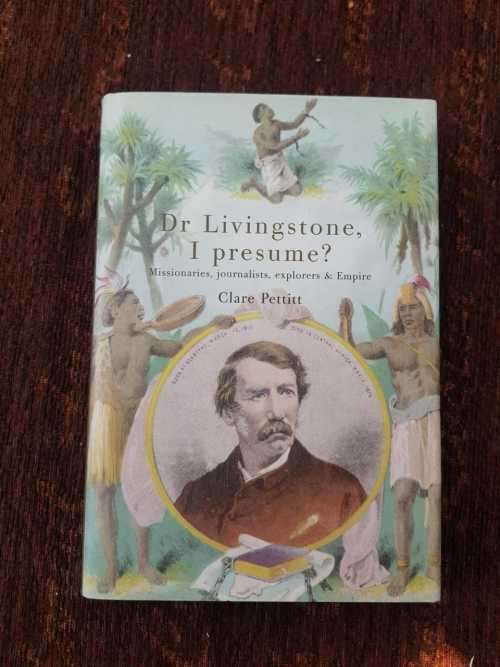 Dr Livingstone,
I presume?
Missionaries, journalists, explorers & Empire
Clare Pettitt